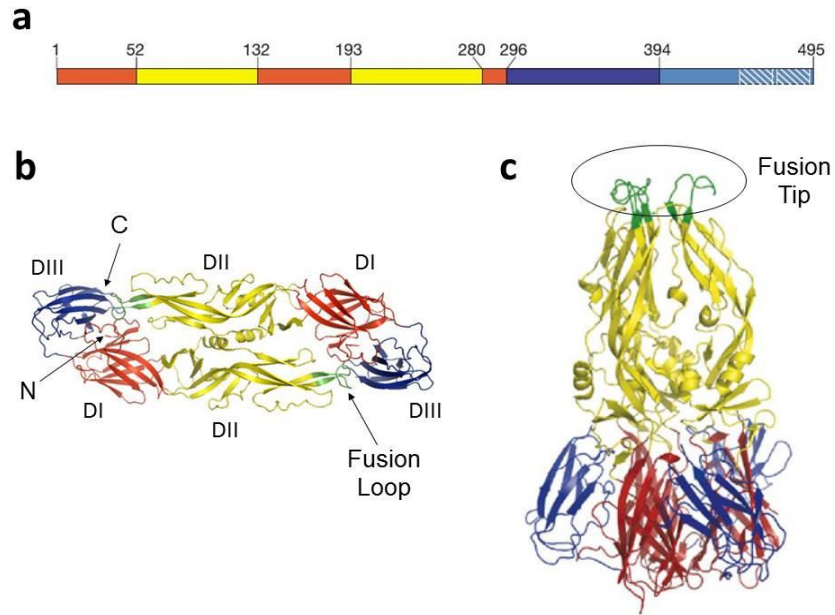 a
1 52 132 193 280 296 394 495
b
c
Fusion
Tip
C
DIII
DII
DI
N
DI
DII
DIII
Fusion
Loop